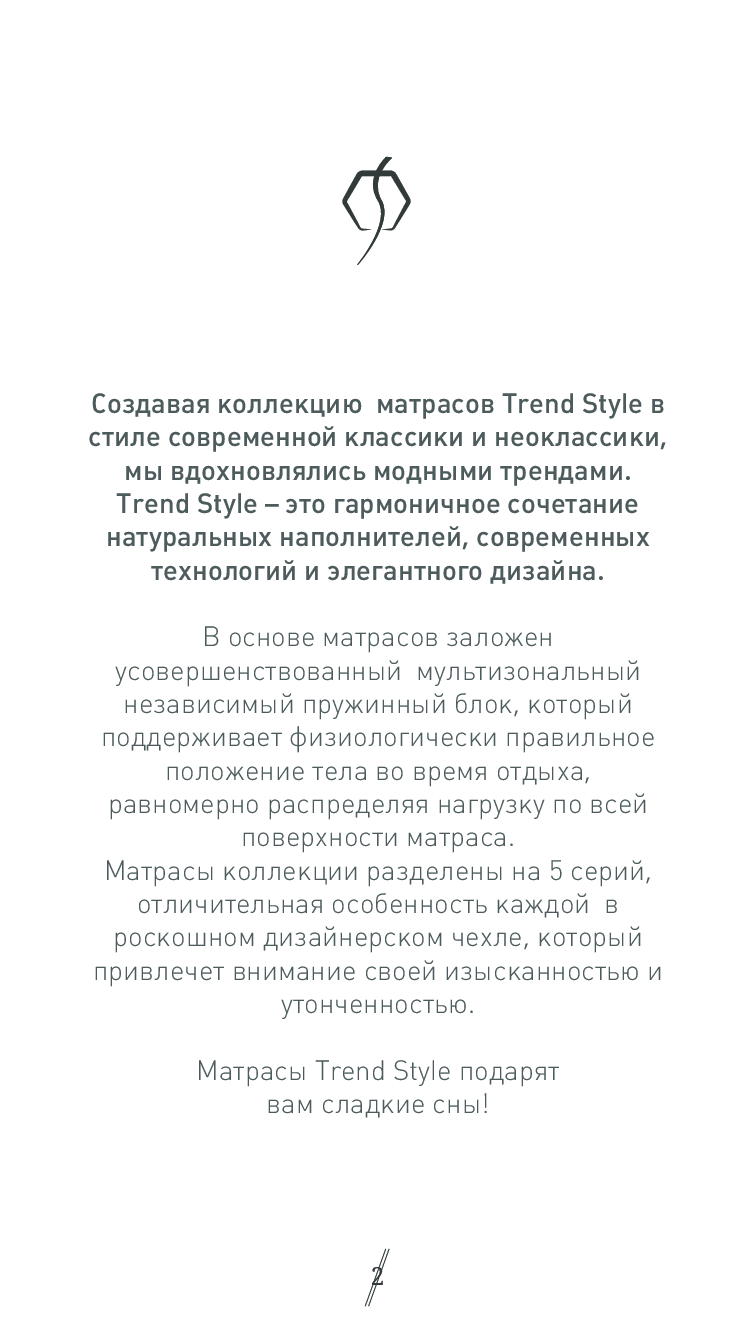 Создавая коллекцию  матрасов Trend Style в
стиле современной классики и неоклассики,
мы вдохновлялись модными трендами.
Trend Style – это гармоничное сочетание
натуральных наполнителей, современных
технологий и элегантного дизайна.
В основе матрасов заложен
усовершенствованный  мультизональный
независимый пружинный блок, который
поддерживает физиологически правильное
положение тела во время отдыха,
равномерно распределяя нагрузку по всей
поверхности матраса.
Матрасы коллекции разделены на 5 серий,
отличительная особенность каждой  в
роскошном дизайнерском чехле, который
привлечет внимание своей изысканностью и
утонченностью.
Матрасы Trend Style подарят
вам сладкие сны!
2